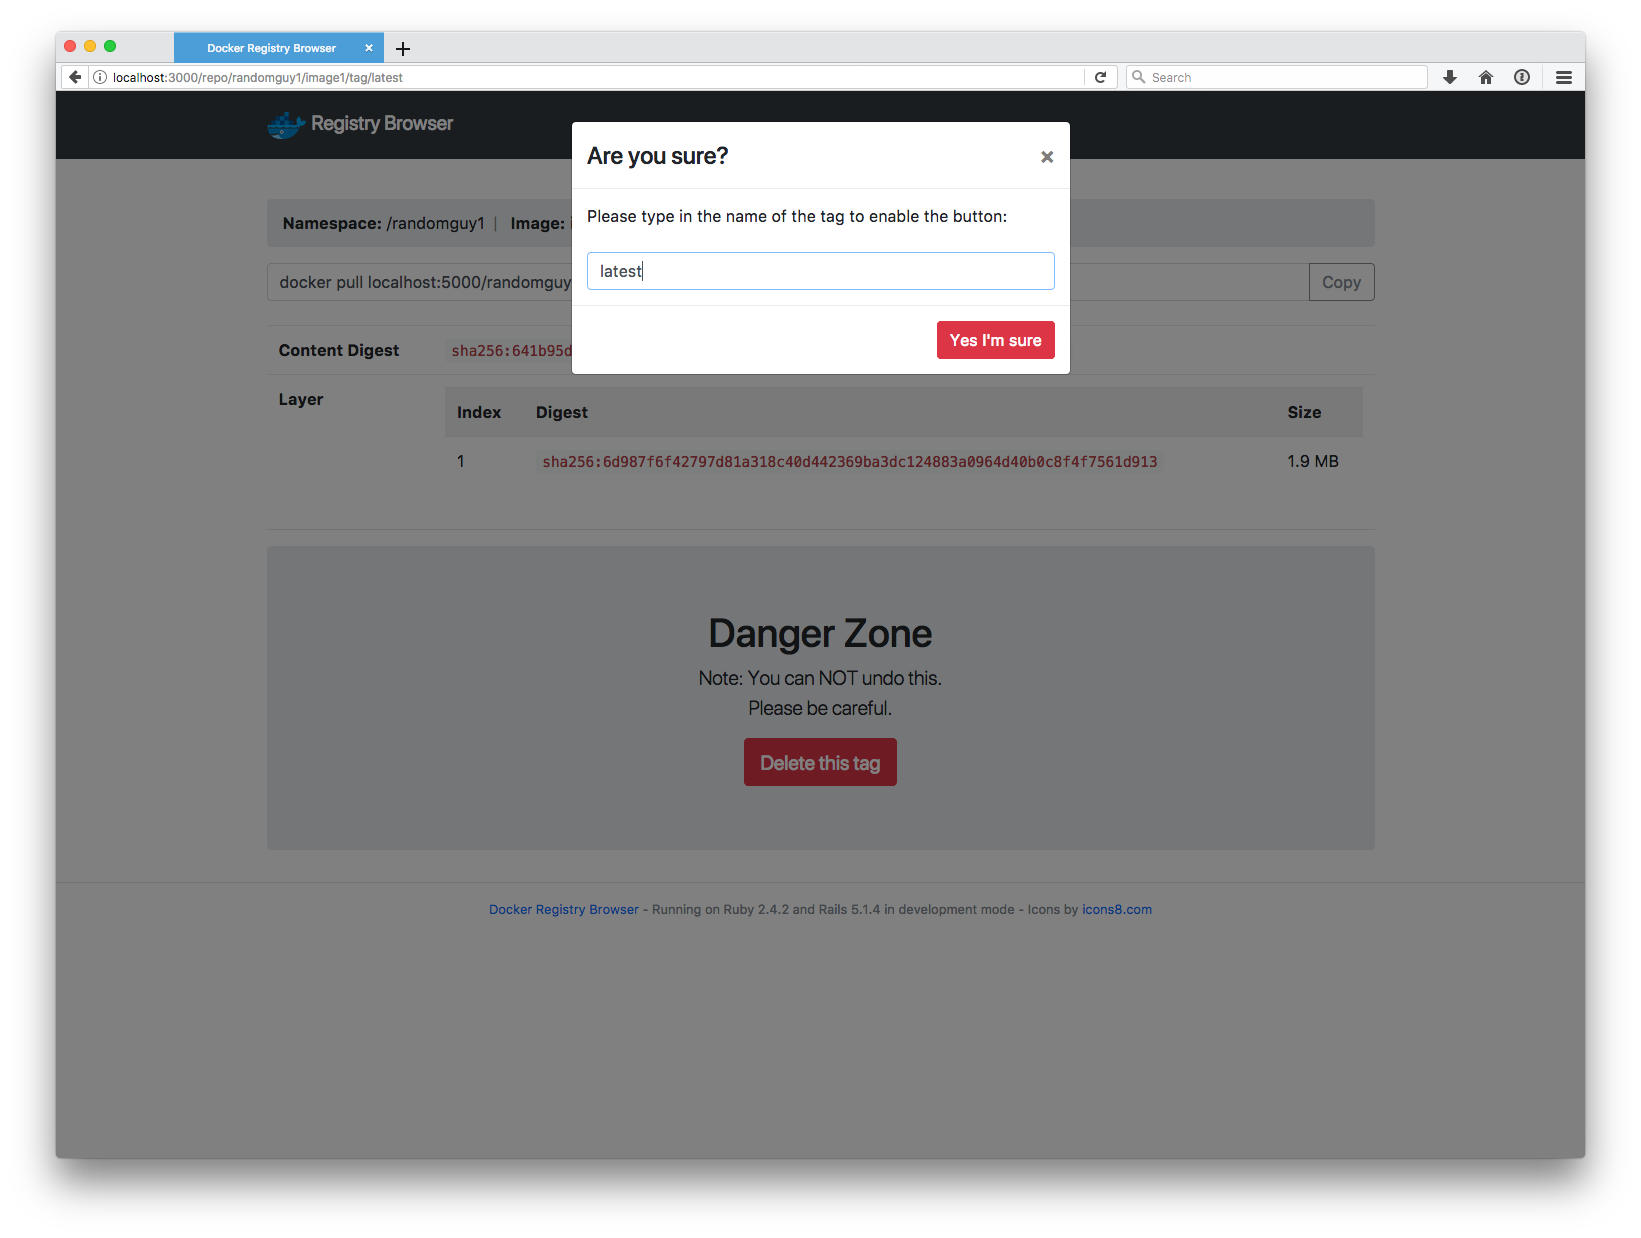 Docker Registry Browser
localhost:3000/repo/randomguy1/image1/tag/latest
Search
Registry Browser
Are you sure?
Please type in the name of the tag to enable the button:
latest
Yes I'm sure
Namespace: /randomguy1 | Image:
docker pull localhost:5000/randomguy
Copy
Content Digest sha256:641b95d
Layer
Index Digest Size
1 sha256:6d987f6f42797d81a318c40d442369ba3dc124883a0964d40b0c8f4f7561d913 1.9 MB
Danger Zone
Note: You can NOT undo this.
Please be careful.
Delete this tag
Docker Registry Browser - Running on Ruby 2.4.2 and Rails 5.1.4 in development mode - Icons by icons8.com